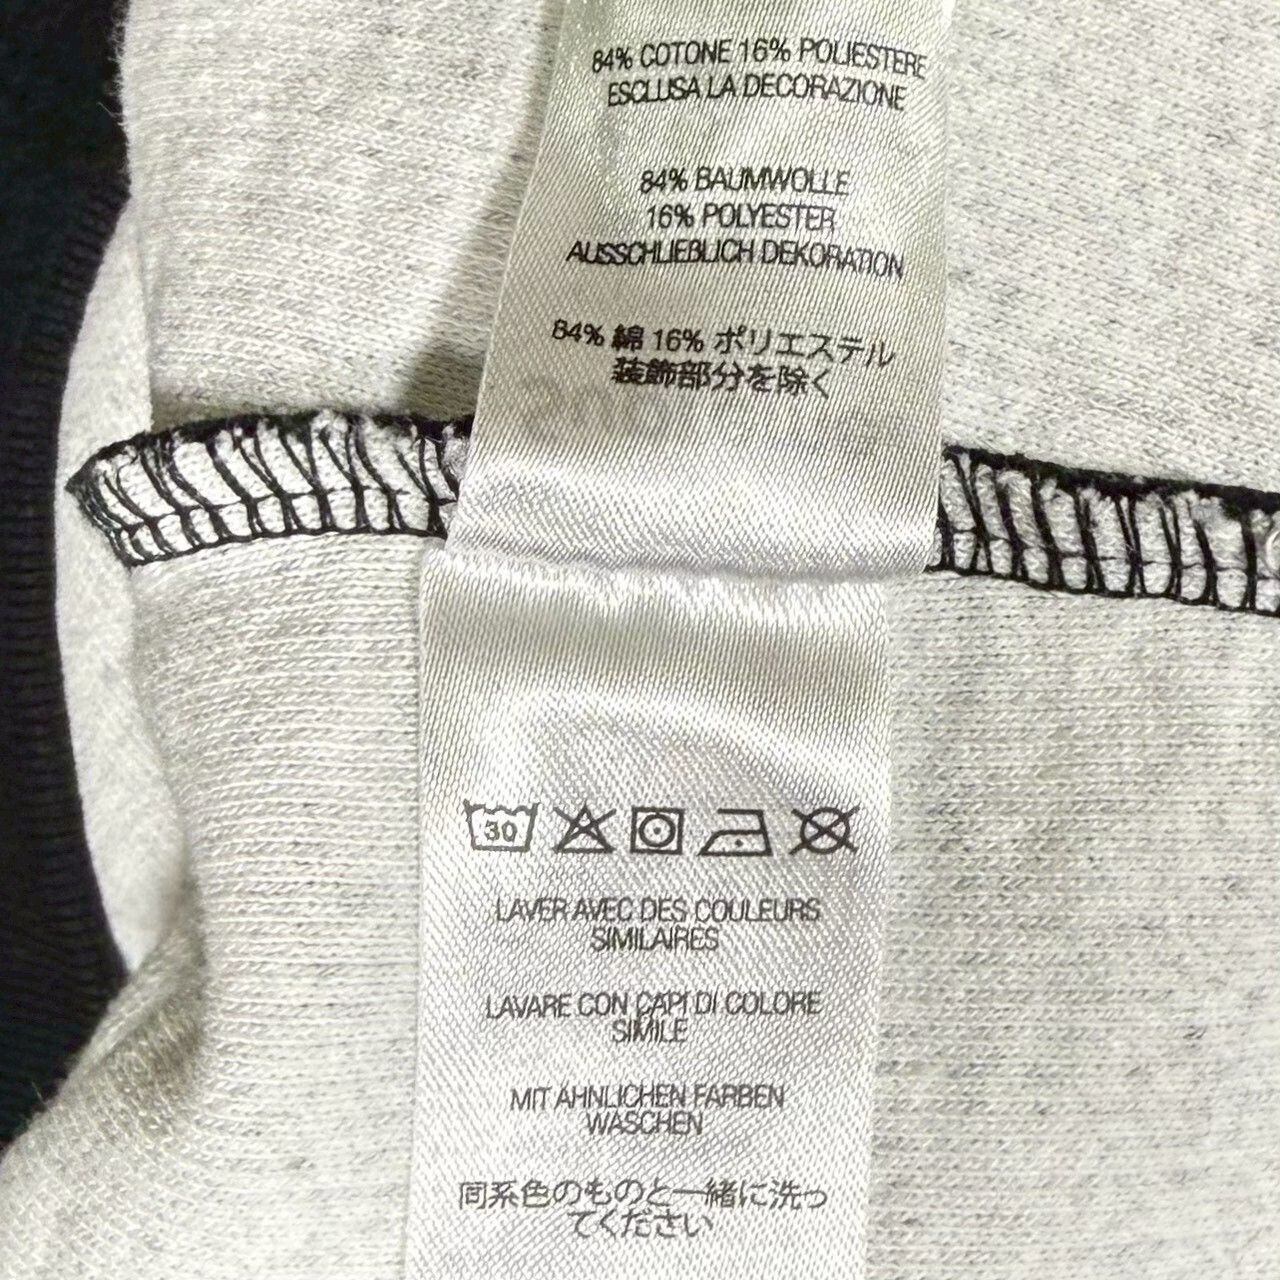 84% COTONE 16% POLIESTERE
ESCLUSA LA DECORAZIONE
84% BAUMWOLLE
16% POLYESTER
AUSSCHLIEßLICH DEKORATION
84% 綿 16% ポリエステル
装飾部分を除く
30
LAVER AVEC DES COULEURS
SIMILAIRES
LAVARE CON CAPI DI COLORE
SIMILE
MIT ÄHNLICHEN FARBEN
WASCHEN
同系色のものと一緒に洗っ
てください